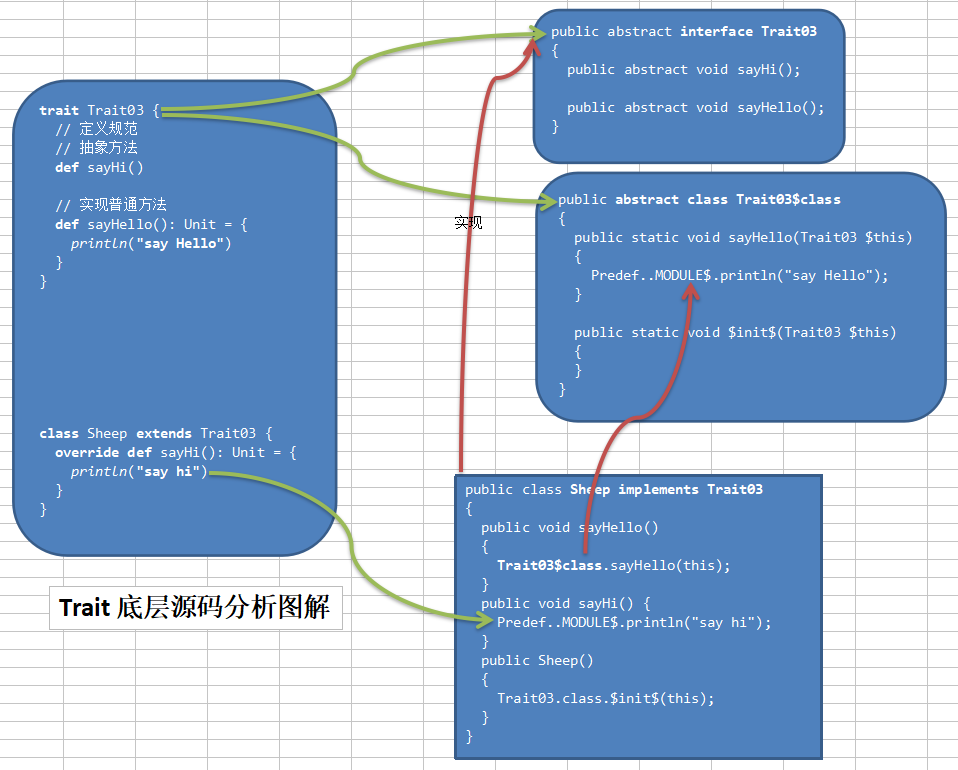 trait Trait03 {
// 定义规范
// 抽象方法
def sayHi()
// 实现普通方法
def sayHello(): Unit = {
println("say Hello")
}
}
class Sheep extends Trait03 {
override def sayHi(): Unit = {
println("say hi")
}
}
Trait 底层源码分析图解
public abstract interface Trait03
{
public abstract void sayHi();
public abstract void sayHello();
}
实现
public abstract class Trait03$class
{
public static void sayHello(Trait03 $this)
{
Predef..MODULE$.println("say Hello");
}
public static void $init$(Trait03 $this)
{
}
}
public class Sheep implements Trait03
{
public void sayHello()
{
Trait03$class.sayHello(this);
}
public void sayHi() {
Predef..MODULE$.println("say hi");
}
public Sheep()
{
Trait03.class.$init$(this);
}
}